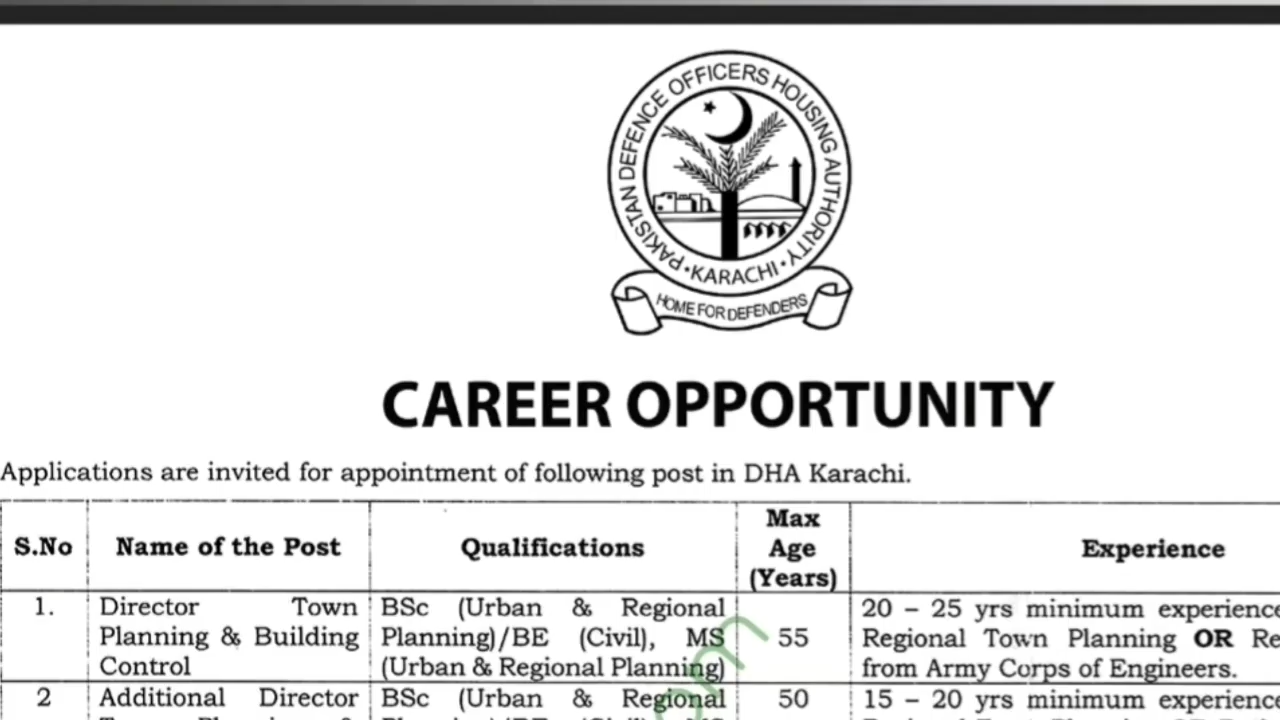 PAKISTAN DEFENCE OFFICERS HOUSING AUTHORITY
• KARACHI •
HOME FOR DEFENDERS
CAREER OPPORTUNITY
Applications are invited for appointment of following post in DHA Karachi.
S.No Name of the Post Qualifications Max Age (Years) Experience
1. Director Town BSc (Urban & Regional 55 20 – 25 yrs minimum experience
Planning & Building Planning)/BE (Civil), MS Regional Town Planning OR
Control (Urban & Regional Planning) from Army Corps of Engineers.
2 Additional Director BSc (Urban & Regional 50 15 – 20 yrs minimum experience